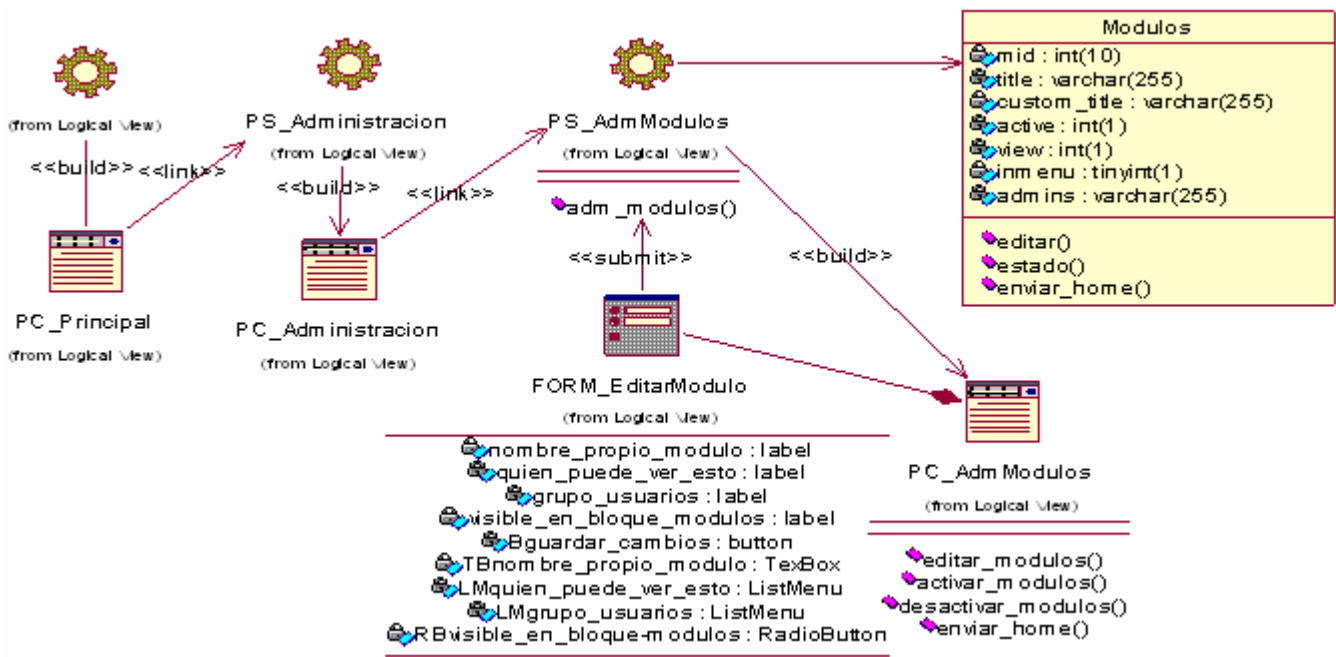 (from Logical View)
<<build>>
<<link>>
PC_Principal
(from Logical View)
PS_Administracion
(from Logical View)
<<build>>
<<link>>
PC_Administracion
(from Logical View)
PS_AdmModulos
(from Logical View)
adm_modulos()
<<submit>>
<<build>>
FORM_EditarModulo
(from Logical View)
nombre_propio_modulo : label
quien_puede_ver_esto : label
grupo_usuarios : label
visible_en_bloque_modulos : label
Bguardar_cambios : button
TBnombre_propio_modulo : TexBox
LMquien_puede_ver_esto : ListMenu
LMgrupo_usuarios : ListMenu
RBvisible_en_bloque-modulos : RadioButton
Modulos
mid : int(10)
title : varchar(255)
custom_title : varchar(255)
active : int(1)
view : int(1)
inmenu : tinyint(1)
admins : varchar(255)
editar()
estado()
enviar_home()
PC_AdmModulos
(from Logical View)
editar_modulos()
activar_modulos()
desactivar_modulos()
enviar_home()